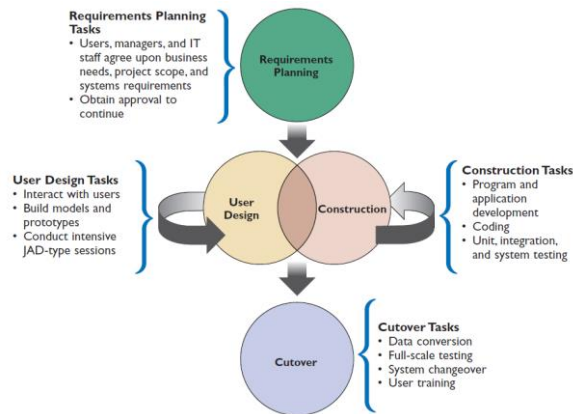 Requirements Planning
Tasks
• Users, managers, and IT
staff agree upon business
needs, project scope, and
systems requirements
• Obtain approval to
continue
Requirements
Planning
User Design Tasks
• Interact with users
• Build models and
prototypes
• Conduct intensive
JAD-type sessions
User
Design
Construction
Construction Tasks
• Program and
application
development
• Coding
• Unit, integration,
and system testing
Cutover
Cutover Tasks
• Data conversion
• Full-scale testing
• System changeover
• User training